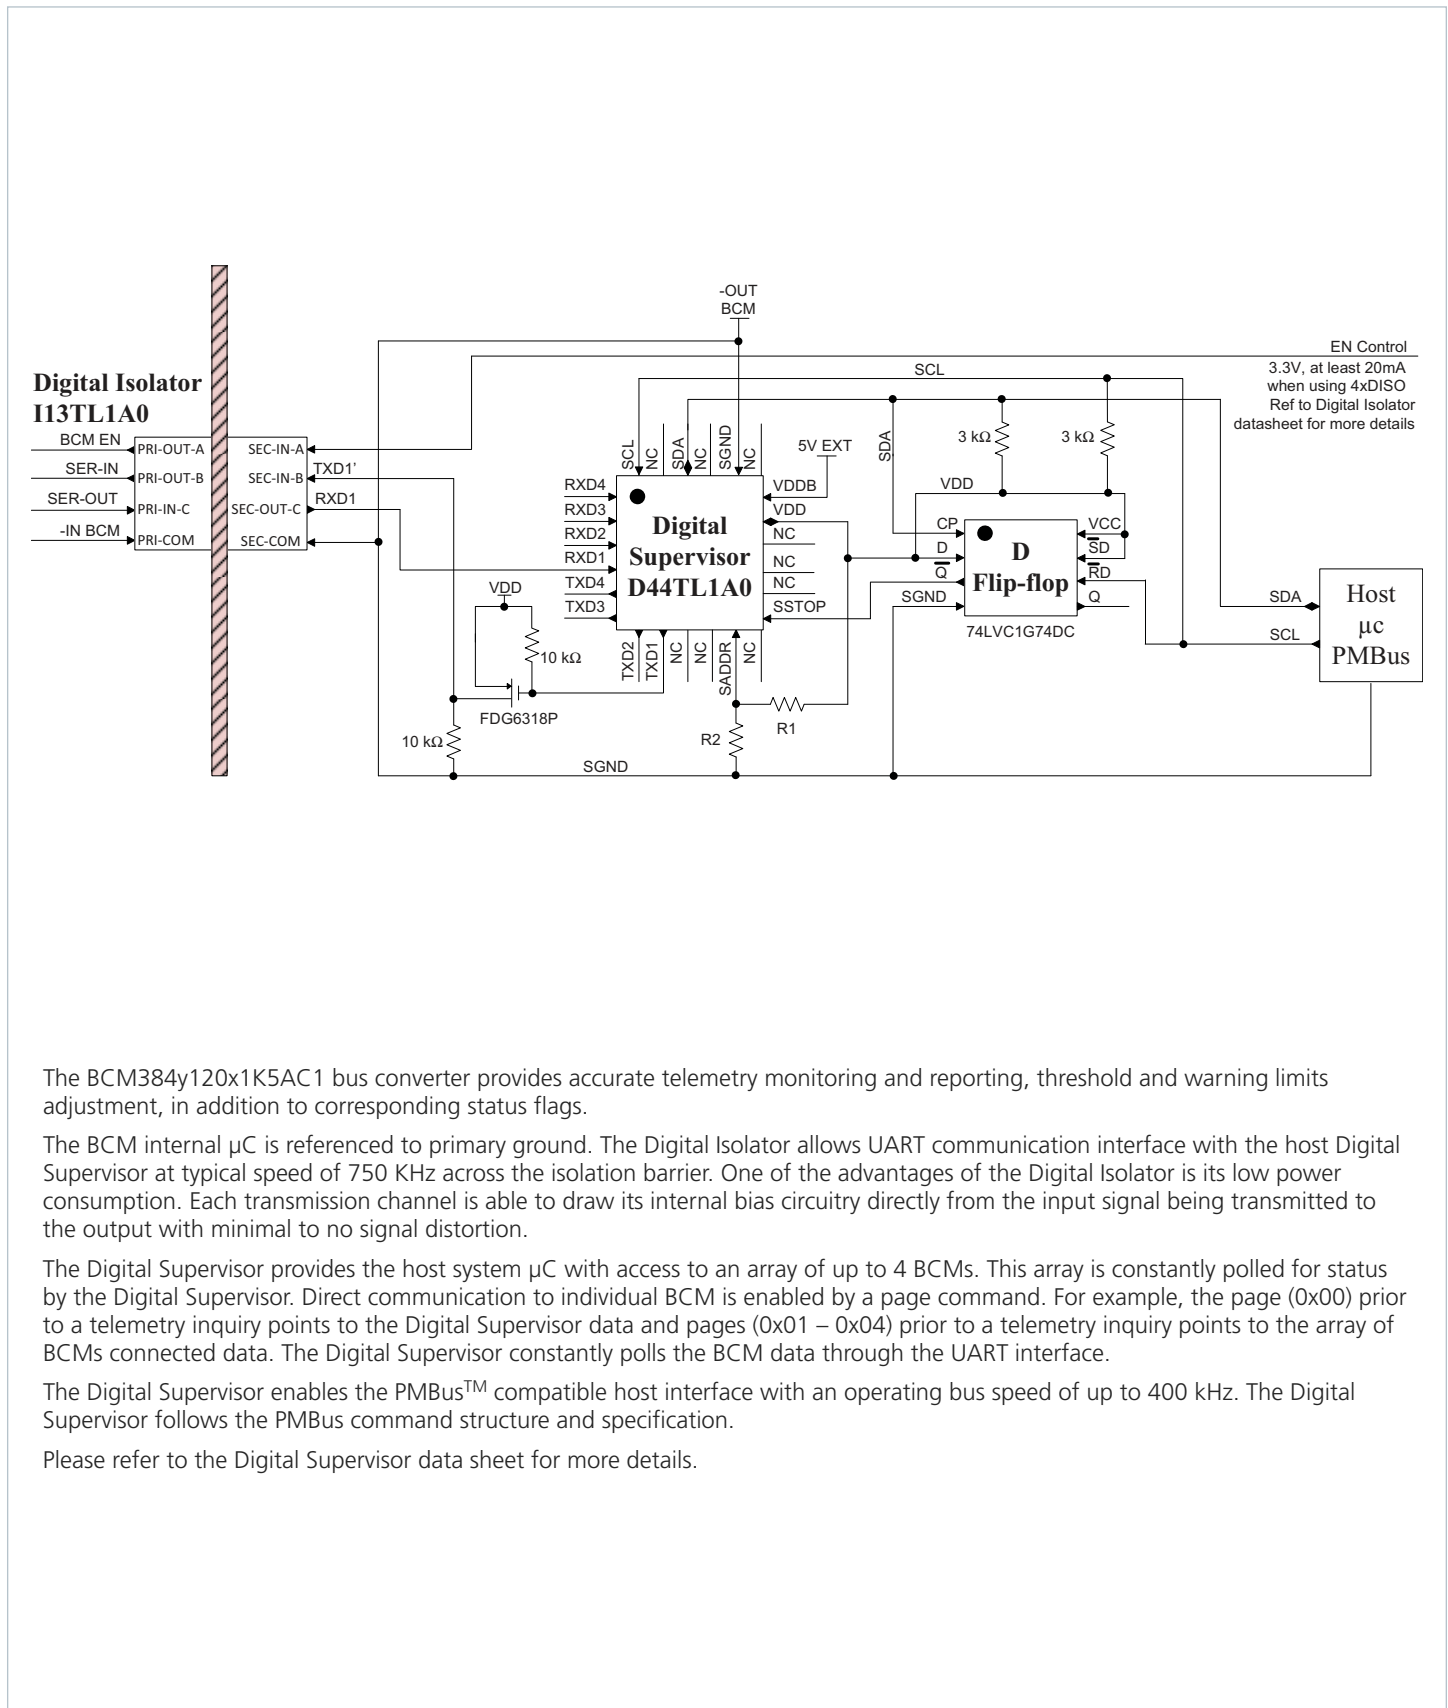 -OUT
BCM
EN Control
3.3V, at least 20mA
when using 4xDISO
Ref to Digital Isolator
datasheet for more details
SCL
Digital Isolator
I13TL1A0
BCM EN
SER-IN
SER-OUT
-IN BCM
PRI-OUT-A
PRI-OUT-B
PRI-IN-C
PRI-COM
SEC-IN-A
SEC-IN-B
SEC-OUT-C
SEC-COM
TXD1'
RXD1
SCL
NC
SDA
NC
SGND
NC
5V EXT
SDA
3 kΩ
3 kΩ
VDD
RXD4
RXD3
RXD2
RXD1
TXD4
TXD3
Digital
Supervisor
D44TL1A0
VDDB
VDD
NC
NC
NC
SSTOP
TXD2
TXD1
NC
NC
SADDR
NC
CP
D
Q
SGND
D
Flip-flop
VCC
SD
RD
Q
74LVC1G74DC
SDA
SCL
Host
µc
PMBus
VDD
10 kΩ
FDG6318P
10 kΩ
R1
R2
SGND
The BCM384y120x1K5AC1 bus converter provides accurate telemetry monitoring and reporting, threshold and warning limits
adjustment, in addition to corresponding status flags.
The BCM internal µC is referenced to primary ground. The Digital Isolator allows UART communication interface with the host Digital
Supervisor at typical speed of 750 KHz across the isolation barrier. One of the advantages of the Digital Isolator is its low power
consumption. Each transmission channel is able to draw its internal bias circuitry directly from the input signal being transmitted to
the output with minimal to no signal distortion.
The Digital Supervisor provides the host system µC with access to an array of up to 4 BCMs. This array is constantly polled for status
by the Digital Supervisor. Direct communication to individual BCM is enabled by a page command. For example, the page (0x00) prior
to a telemetry inquiry points to the Digital Supervisor data and pages (0x01 – 0x04) prior to a telemetry inquiry points to the array of
BCMs connected data. The Digital Supervisor constantly polls the BCM data through the UART interface.
The Digital Supervisor enables the PMBus™ compatible host interface with an operating bus speed of up to 400 kHz. The Digital
Supervisor follows the PMBus command structure and specification.
Please refer to the Digital Supervisor data sheet for more details.